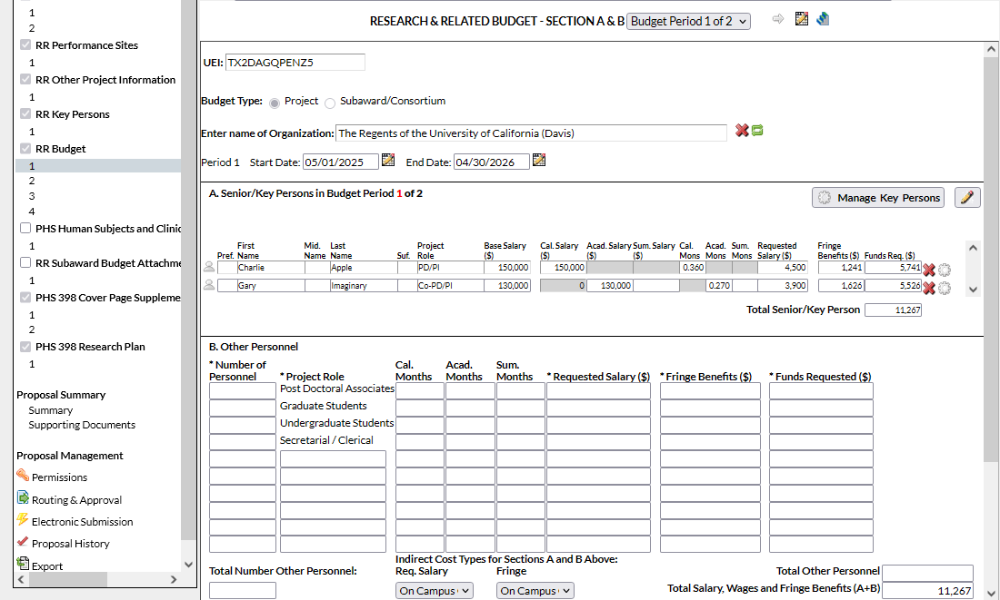 1
2
RR Performance Sites
1
RR Other Project Information
1
RR Key Persons
1
RR Budget
1
2
3
4
PHS Human Subjects and Clinic
1
RR Subaward Budget Attachme
1
PHS 398 Cover Page Suppleme
1
2
PHS 398 Research Plan
1
Proposal Summary
Summary
Supporting Documents
Proposal Management
Permissions
Routing & Approval
Electronic Submission
Proposal History
Export
RESEARCH & RELATED BUDGET - SECTION A & B Budget Period 1 of 2
UEI: TX2DAGQPENZ5
Budget Type: Project Subaward/Consortium
Enter name of Organization: The Regents of the University of California (Davis)
Period 1 Start Date: 05/01/2025 End Date: 04/30/2026
A. Senior/Key Persons in Budget Period 1 of 2
Manage Key Persons
First Mid. Last Project Base Salary Cal. Salary Acad. Salary Sum. Salary Cal. Acad. Sum. Requested Fringe
Pref. Name Name Name Suf. Role ($) ($) ($) ($) Mons Mons Mons Salary ($) Benefits ($) Funds Req. ($)
Charlie Apple PD/PI 150,000 150,000 0.360 4,500 1,241 5,741
Gary Imaginary Co-PD/PI 130,000 0 130,000 0.270 3,900 1,626 5,526
Total Senior/Key Person 11,267
B. Other Personnel
* Number of Cal. Acad. Sum.
Personnel * Project Role Months Months Months * Requested Salary ($) * Fringe Benefits ($) * Funds Requested ($)
Post Doctoral Associates
Graduate Students
Undergraduate Students
Secretarial / Clerical
Indirect Cost Types for Sections A and B Above:
Total Number Other Personnel: Req. Salary Fringe Total Other Personnel
On Campus On Campus Total Salary, Wages and Fringe Benefits (A+B) 11,267